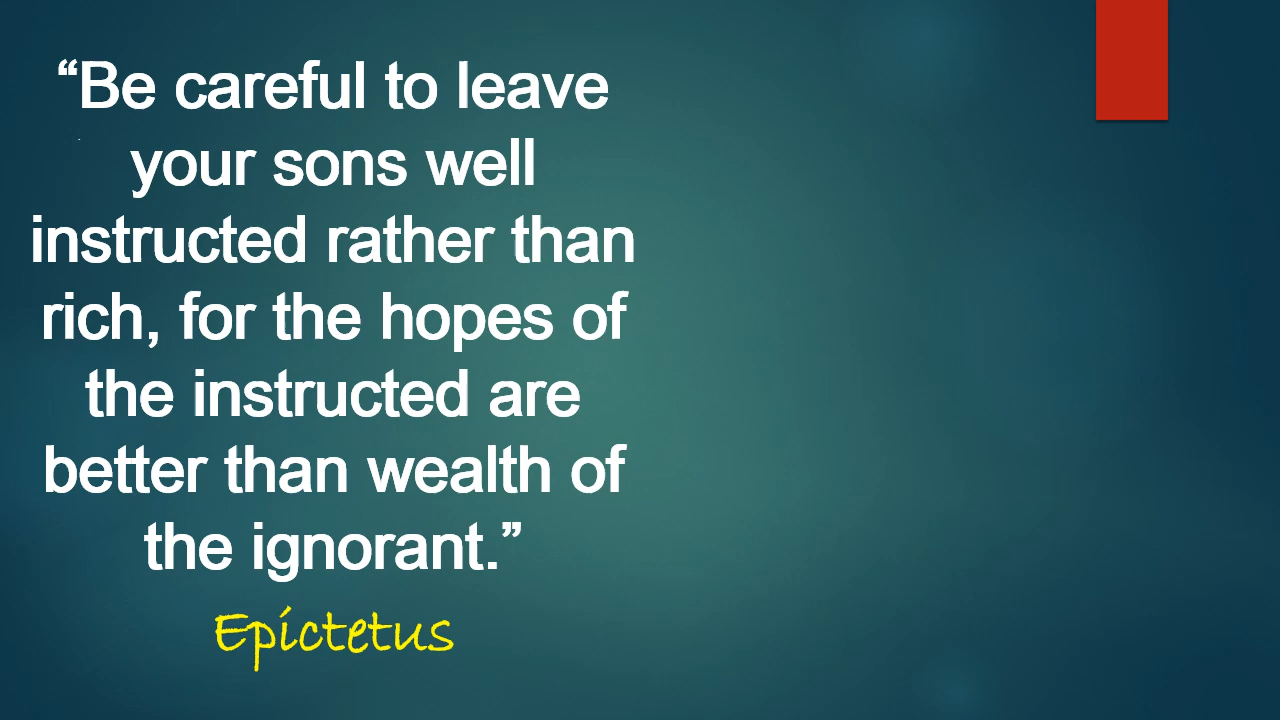 “Be careful to leave
your sons well
instructed rather than
rich, for the hopes of
the instructed are
better than wealth of
the ignorant.”
Epictetus